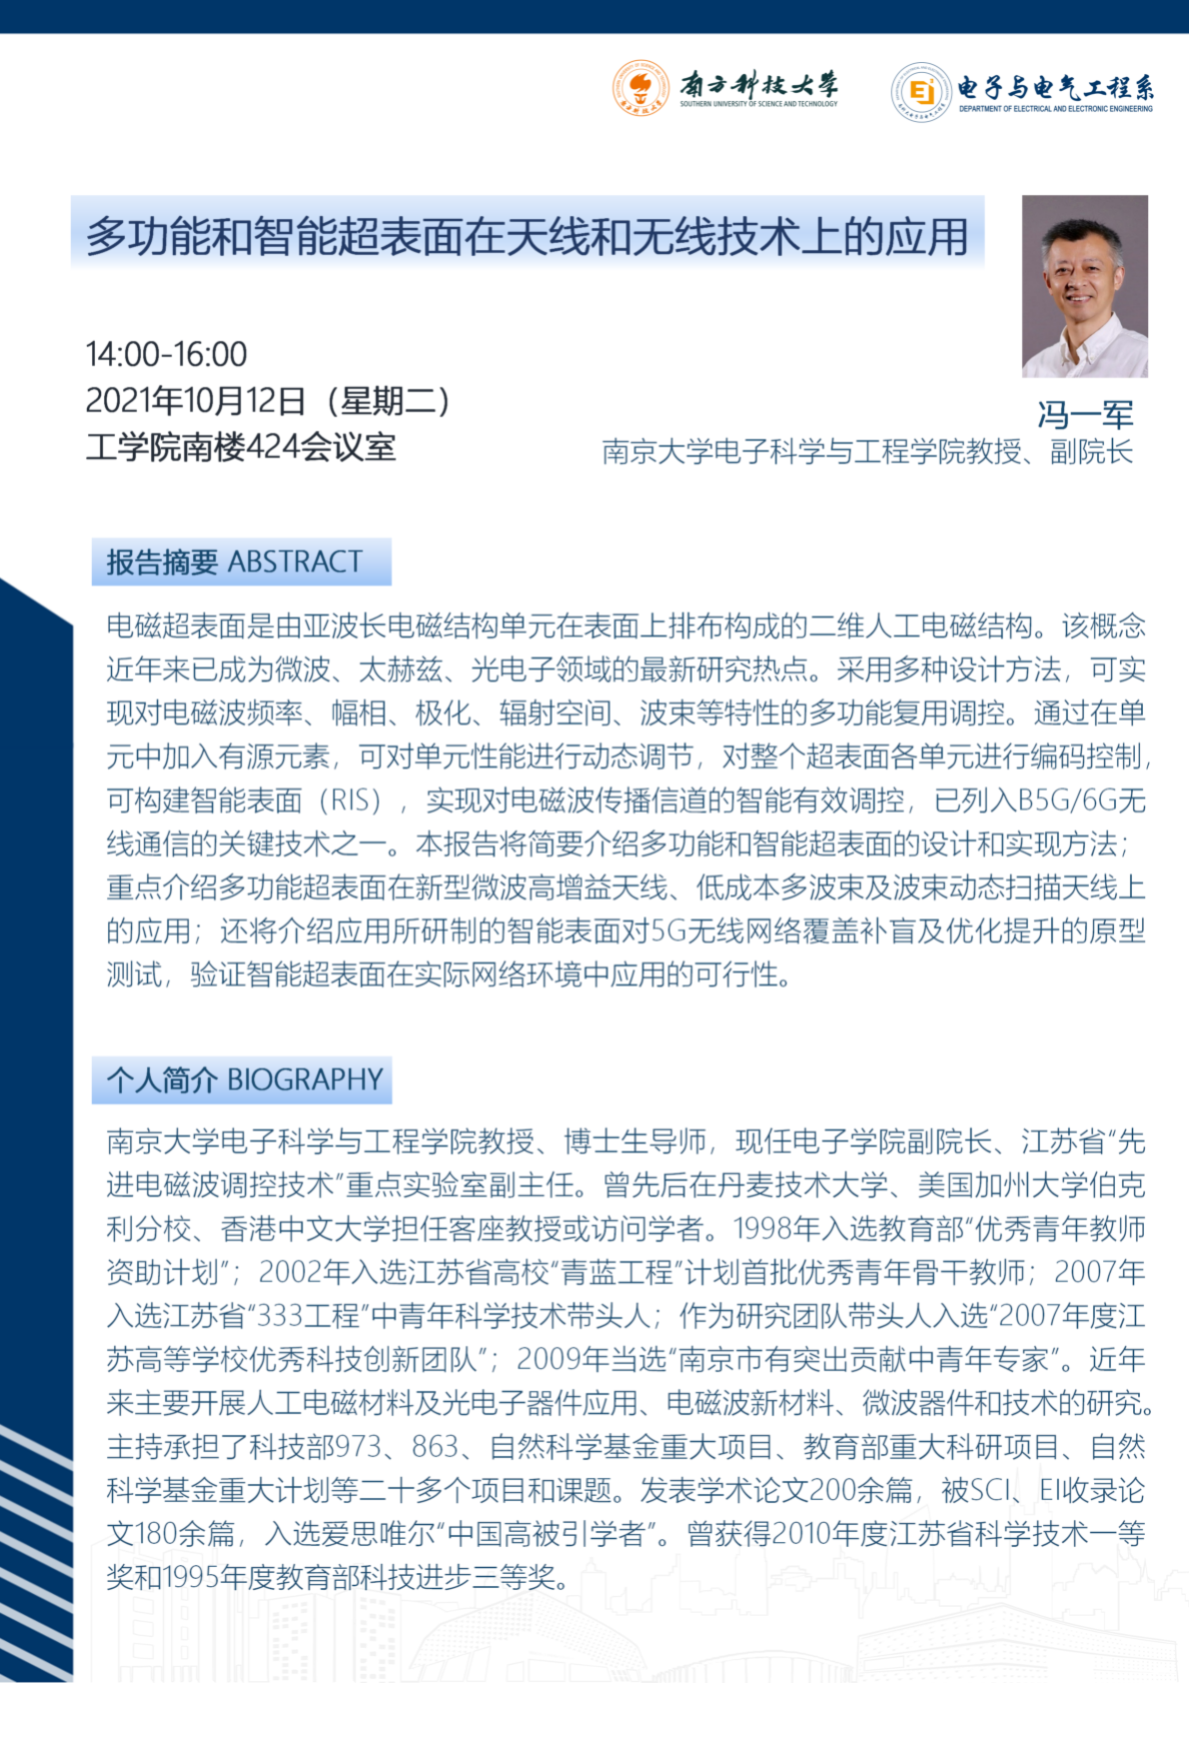 南方科技大学
SOUTHERN UNIVERSITY OF SCIENCE AND TECHNOLOGY
电子与电气工程系
DEPARTMENT OF ELECTRICAL AND ELECTRONIC ENGINEERING
多功能和智能超表面在天线和无线技术上的应用
14:00-16:00
2021年10月12日（星期二）
工学院南楼424会议室
冯一军
南京大学电子科学与工程学院教授、副院长
报告摘要 ABSTRACT
电磁超表面是由亚波长电磁结构单元在表面上排布构成的二维人工电磁结构。该概念
近年来已成为微波、太赫兹、光电子领域的最新研究热点。采用多种设计方法，可实
现对电磁波频率、幅相、极化、辐射空间、波束等特性的多功能复用调控。通过在单
元中加入有源元素，可对单元性能进行动态调节，对整个超表面各单元进行编码控制，
可构建智能表面（RIS），实现对电磁波传播信道的智能有效调控，已列入B5G/6G无
线通信的关键技术之一。本报告将简要介绍多功能和智能超表面的设计和实现方法；
重点介绍多功能超表面在新型微波高增益天线、低成本多波束及波束动态扫描天线上
的应用；还将介绍应用所研制的智能表面对5G无线网络覆盖补盲及优化提升的原型
测试，验证智能超表面在实际网络环境中应用的可行性。
个人简介 BIOGRAPHY
南京大学电子科学与工程学院教授、博士生导师，现任电子学院副院长、江苏省“先
进电磁波调控技术”重点实验室副主任。曾先后在丹麦技术大学、美国加州大学伯克
利分校、香港中文大学担任客座教授或访问学者。1998年入选教育部“优秀青年教师
资助计划”；2002年入选江苏省高校“青蓝工程”计划首批优秀青年骨干教师；2007年
入选江苏省“333工程”中青年科学技术带头人；作为研究团队带头人入选“2007年度江
苏高等学校优秀科技创新团队”；2009年当选“南京市有突出贡献中青年专家”。近年
来主要开展人工电磁材料及光电子器件应用、电磁波新材料、微波器件和技术的研究。
主持承担了科技部973、863、自然科学基金重大项目、教育部重大科研项目、自然
科学基金重大计划等二十多个项目和课题。发表学术论文200余篇，被SCI、EI收录论
文180余篇，入选爱思唯尔“中国高被引学者”。曾获得2010年度江苏省科学技术一等
奖和1995年度教育部科技进步三等奖。